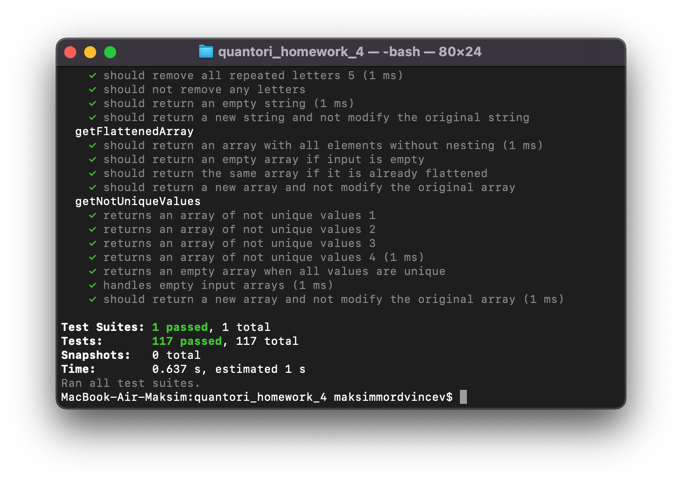 quantori_homework_4 — -bash — 80×24
✓ should remove all repeated letters 5 (1 ms)
✓ should not remove any letters
✓ should return an empty string (1 ms)
✓ should return a new string and not modify the original string
getFlattenedArray
✓ should return an array with all elements without nesting (1 ms)
✓ should return an empty array if input is empty
✓ should return the same array if it is already flattened
✓ should return a new array and not modify the original array
getNotUniqueValues
✓ returns an array of not unique values 1
✓ returns an array of not unique values 2
✓ returns an array of not unique values 3
✓ returns an array of not unique values 4 (1 ms)
✓ returns an empty array when all values are unique
✓ handles empty input arrays (1 ms)
✓ should return a new array and not modify the original array (1 ms)
Test Suites: 1 passed, 1 total
Tests: 117 passed, 117 total
Snapshots: 0 total
Time: 0.637 s, estimated 1 s
Ran all test suites.
MacBook-Air-Maksim:quantori_homework_4 maksimmordvincev$